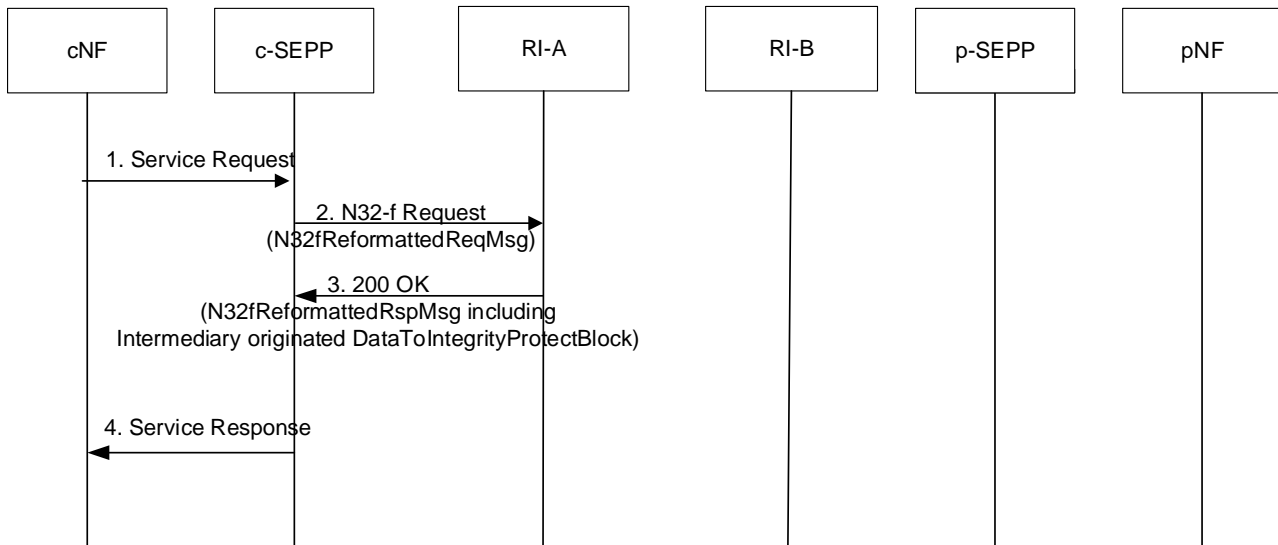 cNF
c-SEPP
RI-A
RI-B
p-SEPP
pNF
1. Service Request
2. N32-f Request
(N32fReformattedReqMsg)
3. 200 OK
(N32fReformattedRspMsg including
Intermediary originated DataToIntegrityProtectBlock)
4. Service Response